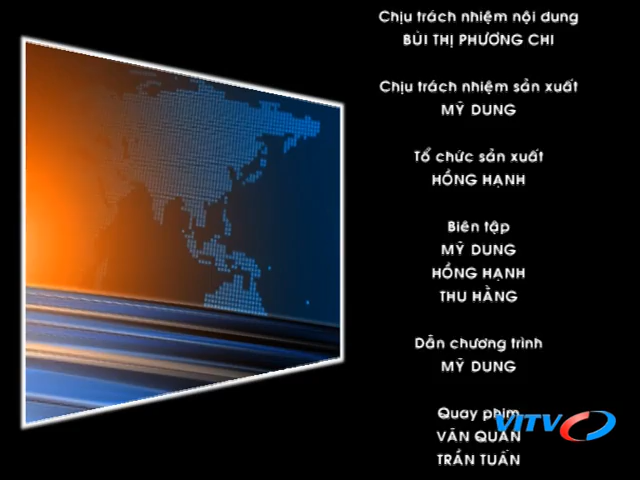 Chịu trách nhiệm nội dung
BÙI THỊ PHƯƠNG CHI
Chịu trách nhiệm sản xuất
MỸ DUNG
Tổ chức sản xuất
HỒNG HẠNH
Biên tập
MỸ DUNG
HỒNG HẠNH
THU HẰNG
Dẫn chương trình
MỸ DUNG
Quay phim
VĂN QUÂN
TRẦN TUẤN
VITV